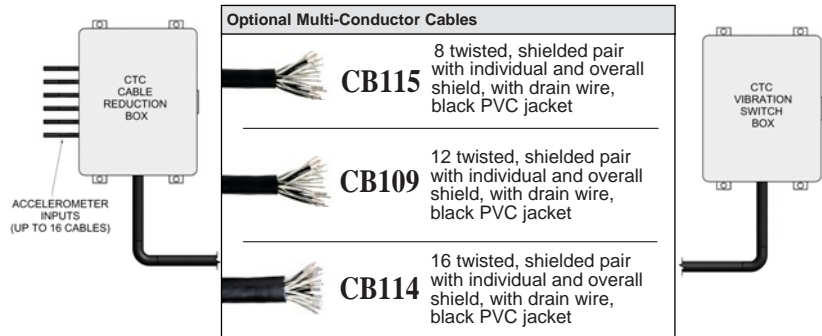 Optional Multi-Conductor Cables
CTC
CABLE
REDUCTION
BOX
ACCELEROMETER
INPUTS
(UP TO 16 CABLES)
CB115
8 twisted, shielded pair
with individual and overall
shield, with drain wire,
black PVC jacket
CB109
12 twisted, shielded pair
with individual and overall
shield, with drain wire,
black PVC jacket
CB114
16 twisted, shielded pair
with individual and overall
shield, with drain wire,
black PVC jacket
CTC
VIBRATION
SWITCH
BOX